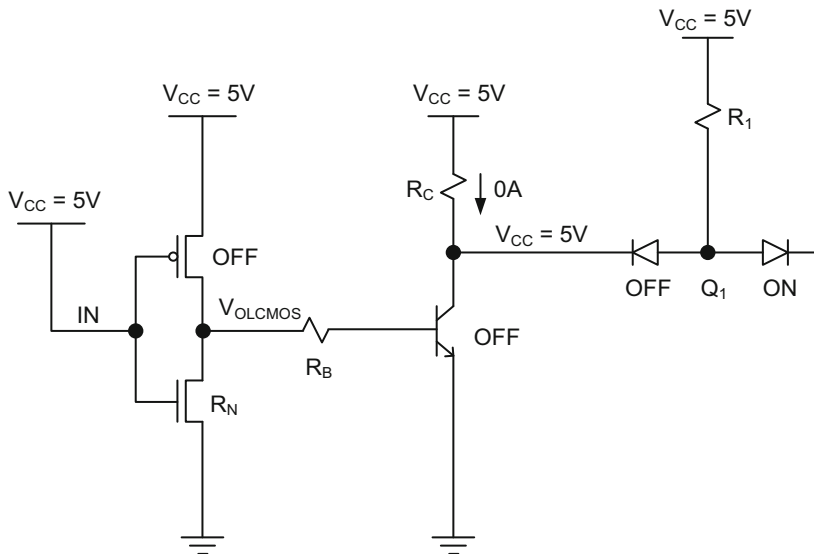 V_CC = 5V
V_CC = 5V
V_CC = 5V
R_1
R_C
0A
V_CC = 5V
V_CC = 5V
OFF
OFF
Q_1
ON
IN
V_OLCMOS
R_B
OFF
R_N